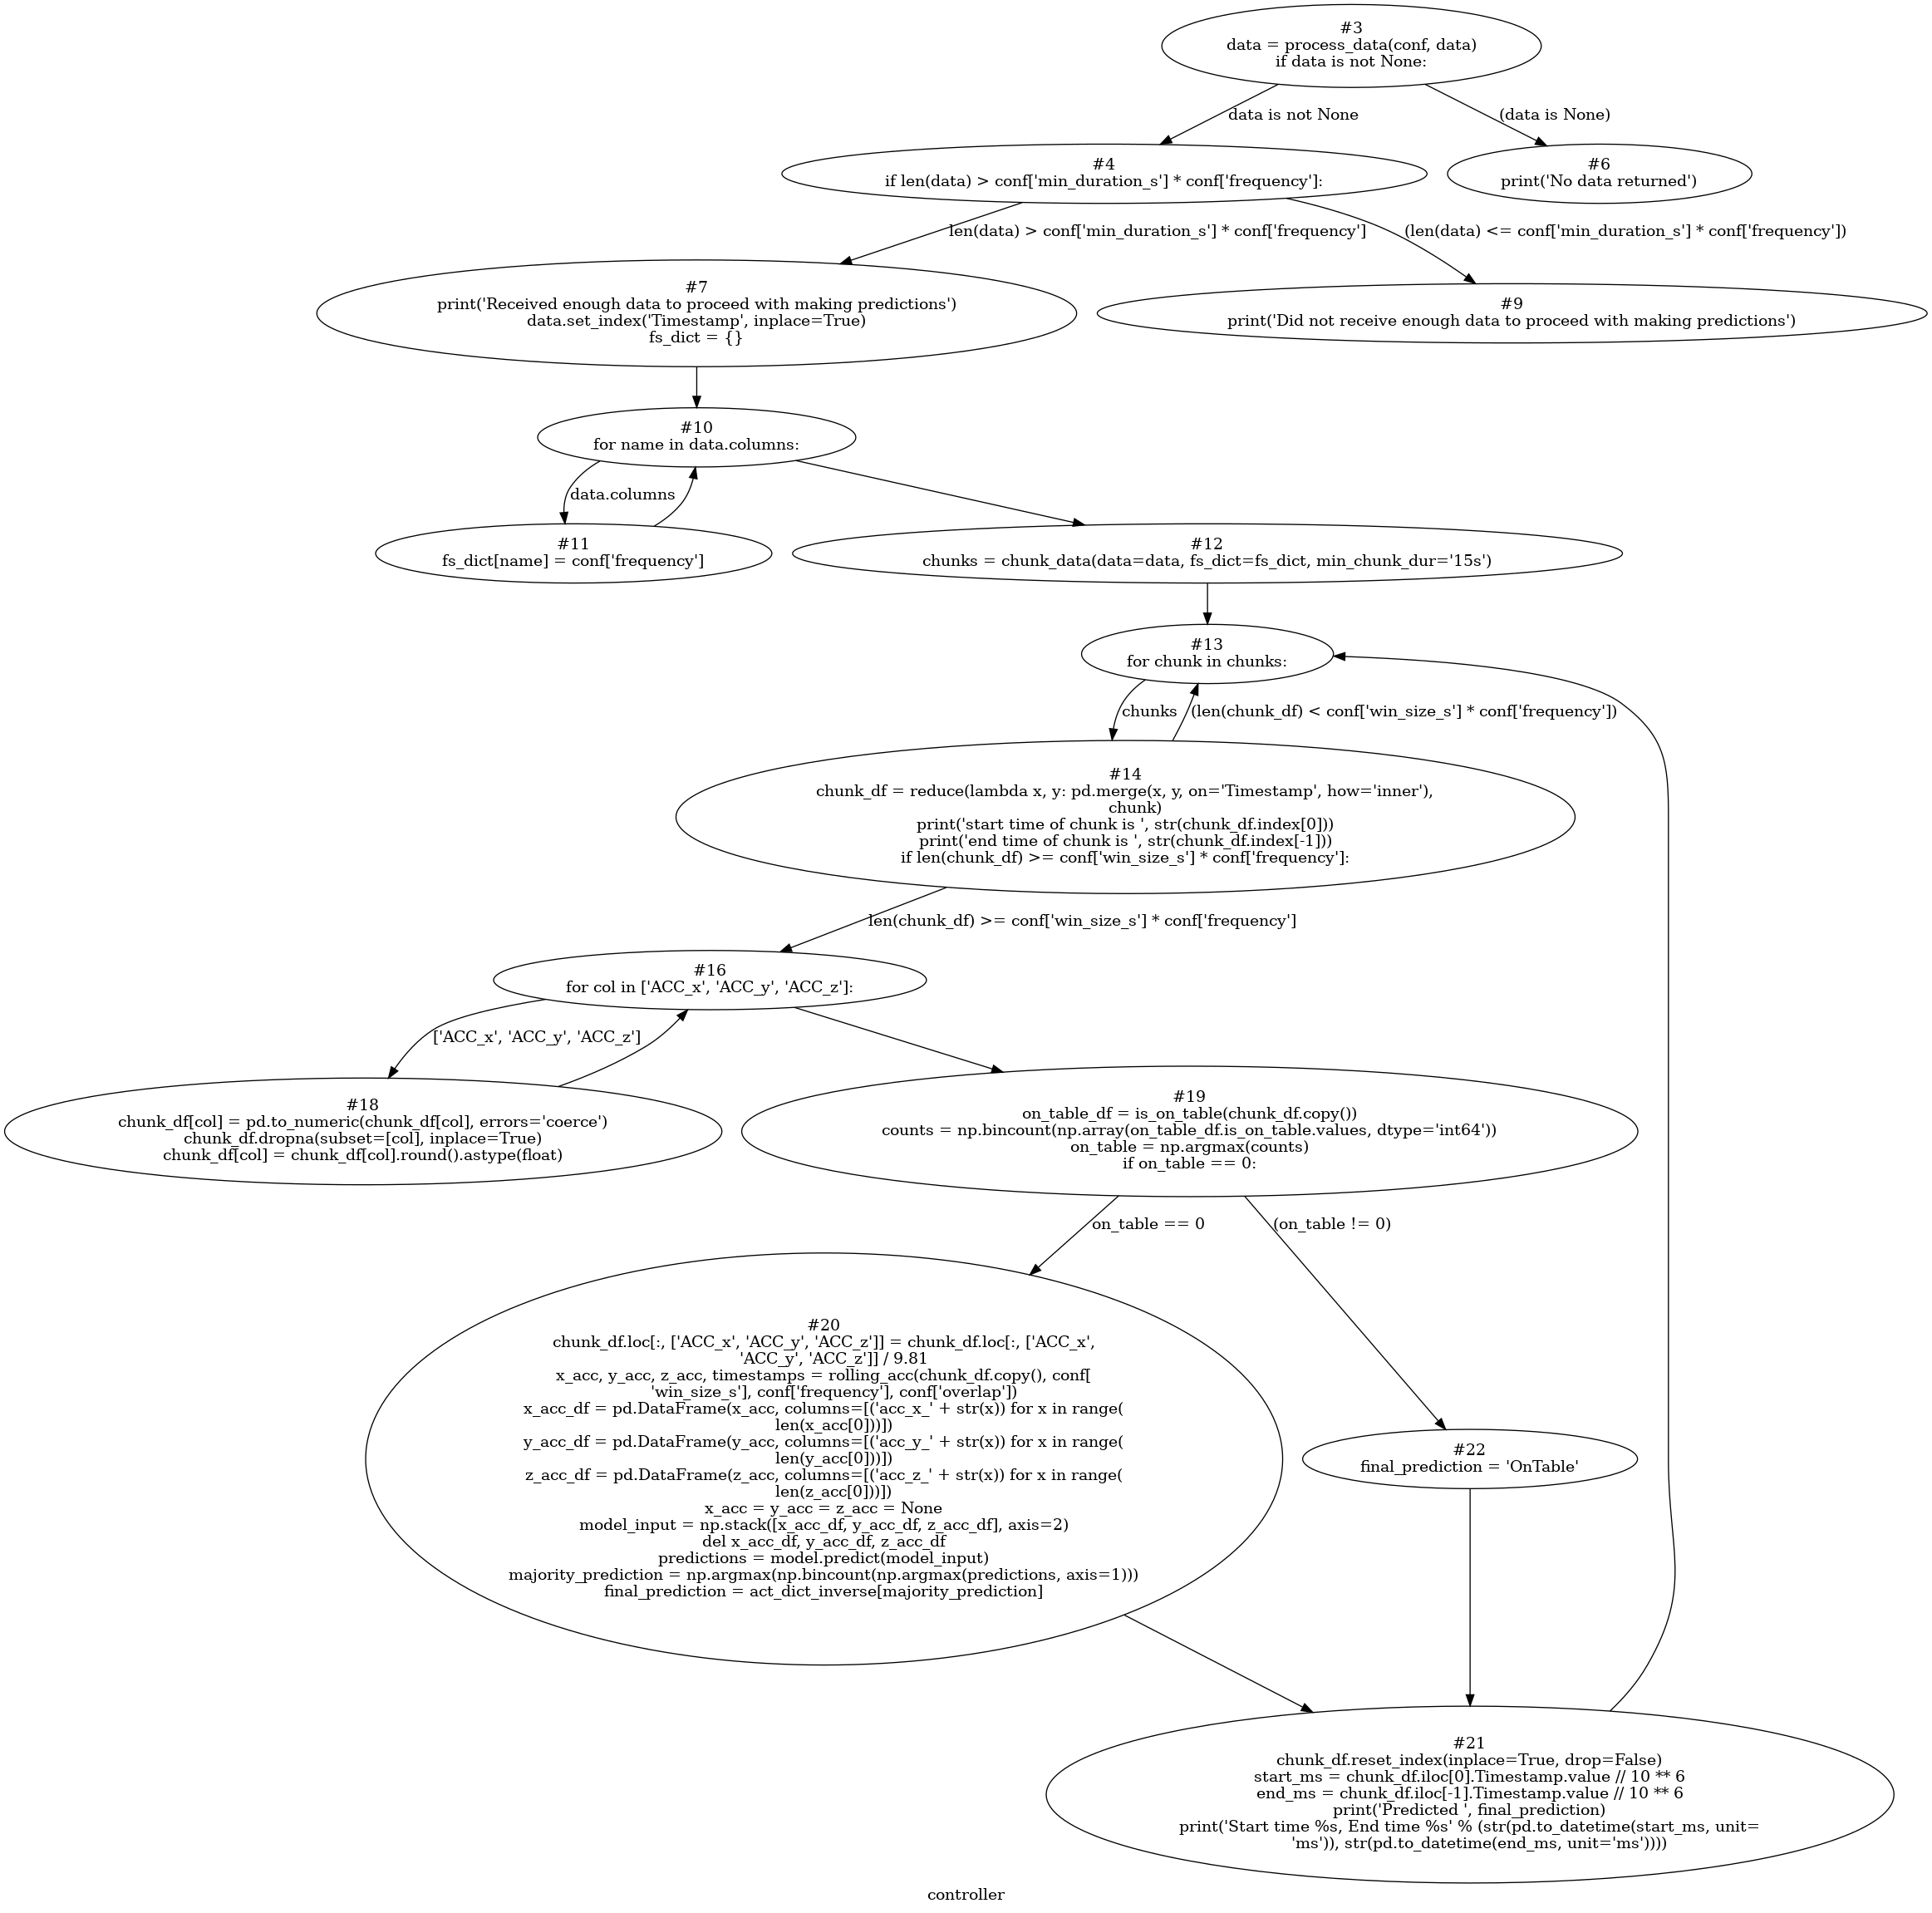 #3
data = process_data(conf, data)
if data is not None:
data is not None
(data is None)
#4
if len(data) > conf['min_duration_s'] * conf['frequency']:
#6
print('No data returned')
len(data) > conf['min_duration_s'] * conf['frequency']
(len(data) <= conf['min_duration_s'] * conf['frequency'])
#7
print('Received enough data to proceed with making predictions')
data.set_index('Timestamp', inplace=True)
fs_dict = {}
#9
print('Did not receive enough data to proceed with making predictions')
#10
for name in data.columns:
data.columns
#11
fs_dict[name] = conf['frequency']
#12
chunks = chunk_data(data=data, fs_dict=fs_dict, min_chunk_dur='15s')
#13
for chunk in chunks:
chunks
(len(chunk_df) < conf['win_size_s'] * conf['frequency'])
#14
chunk_df = reduce(lambda x, y: pd.merge(x, y, on='Timestamp', how='inner'),
chunk)
print('start time of chunk is ', str(chunk_df.index[0]))
print('end time of chunk is ', str(chunk_df.index[-1]))
if len(chunk_df) >= conf['win_size_s'] * conf['frequency']:
len(chunk_df) >= conf['win_size_s'] * conf['frequency']
#16
for col in ['ACC_x', 'ACC_y', 'ACC_z']:
['ACC_x', 'ACC_y', 'ACC_z']
#18
chunk_df[col] = pd.to_numeric(chunk_df[col], errors='coerce')
chunk_df.dropna(subset=[col], inplace=True)
chunk_df[col] = chunk_df[col].round().astype(float)
#19
on_table_df = is_on_table(chunk_df.copy())
counts = np.bincount(np.array(on_table_df.is_on_table.values, dtype='int64'))
on_table = np.argmax(counts)
if on_table == 0:
on_table == 0
(on_table != 0)
#20
chunk_df.loc[:, ['ACC_x', 'ACC_y', 'ACC_z']] = chunk_df.loc[:, ['ACC_x',
'ACC_y', 'ACC_z']] / 9.81
x_acc, y_acc, z_acc, timestamps = rolling_acc(chunk_df.copy(), conf[
'win_size_s'], conf['frequency'], conf['overlap'])
x_acc_df = pd.DataFrame(x_acc, columns=[('acc_x_' + str(x)) for x in range(
len(x_acc[0]))])
y_acc_df = pd.DataFrame(y_acc, columns=[('acc_y_' + str(x)) for x in range(
len(y_acc[0]))])
z_acc_df = pd.DataFrame(z_acc, columns=[('acc_z_' + str(x)) for x in range(
len(z_acc[0]))])
x_acc = y_acc = z_acc = None
model_input = np.stack([x_acc_df, y_acc_df, z_acc_df], axis=2)
del x_acc_df, y_acc_df, z_acc_df
predictions = model.predict(model_input)
majority_prediction = np.argmax(np.bincount(np.argmax(predictions, axis=1)))
final_prediction = act_dict_inverse[majority_prediction]
#22
final_prediction = 'OnTable'
#21
chunk_df.reset_index(inplace=True, drop=False)
start_ms = chunk_df.iloc[0].Timestamp.value // 10 ** 6
end_ms = chunk_df.iloc[-1].Timestamp.value // 10 ** 6
print('Predicted ', final_prediction)
print('Start time %s, End time %s' % (str(pd.to_datetime(start_ms, unit=
'ms')), str(pd.to_datetime(end_ms, unit='ms'))))
controller